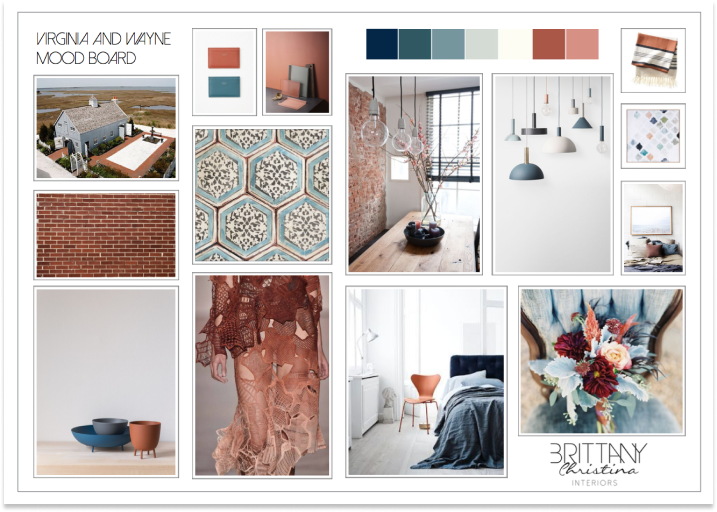 VIRGINIA AND WAYNE
MOOD BOARD
BRITTANY
Christina
INTERIORS